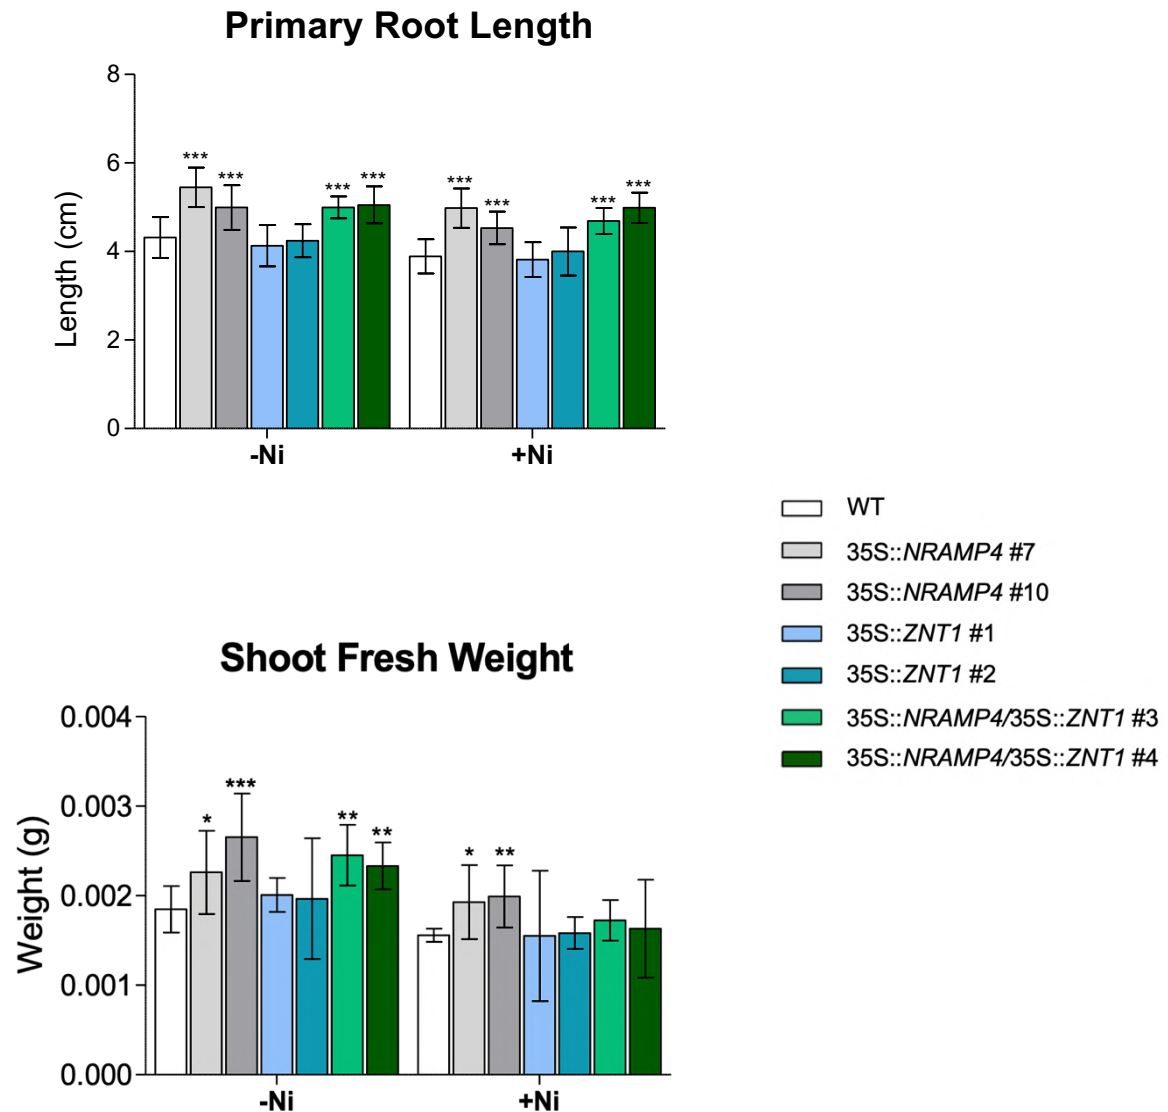 Primary Root Length
8
6
4
2
0
Length (cm)
*** *** *** *** *** *** *** ***
-Ni +Ni
WT
35S::NRAMP4 #7
35S::NRAMP4 #10
35S::ZNT1 #1
35S::ZNT1 #2
35S::NRAMP4/35S::ZNT1 #3
35S::NRAMP4/35S::ZNT1 #4
Shoot Fresh Weight
0.004
0.003
0.002
0.001
0.000
Weight (g)
* *** ** ** * **
-Ni +Ni